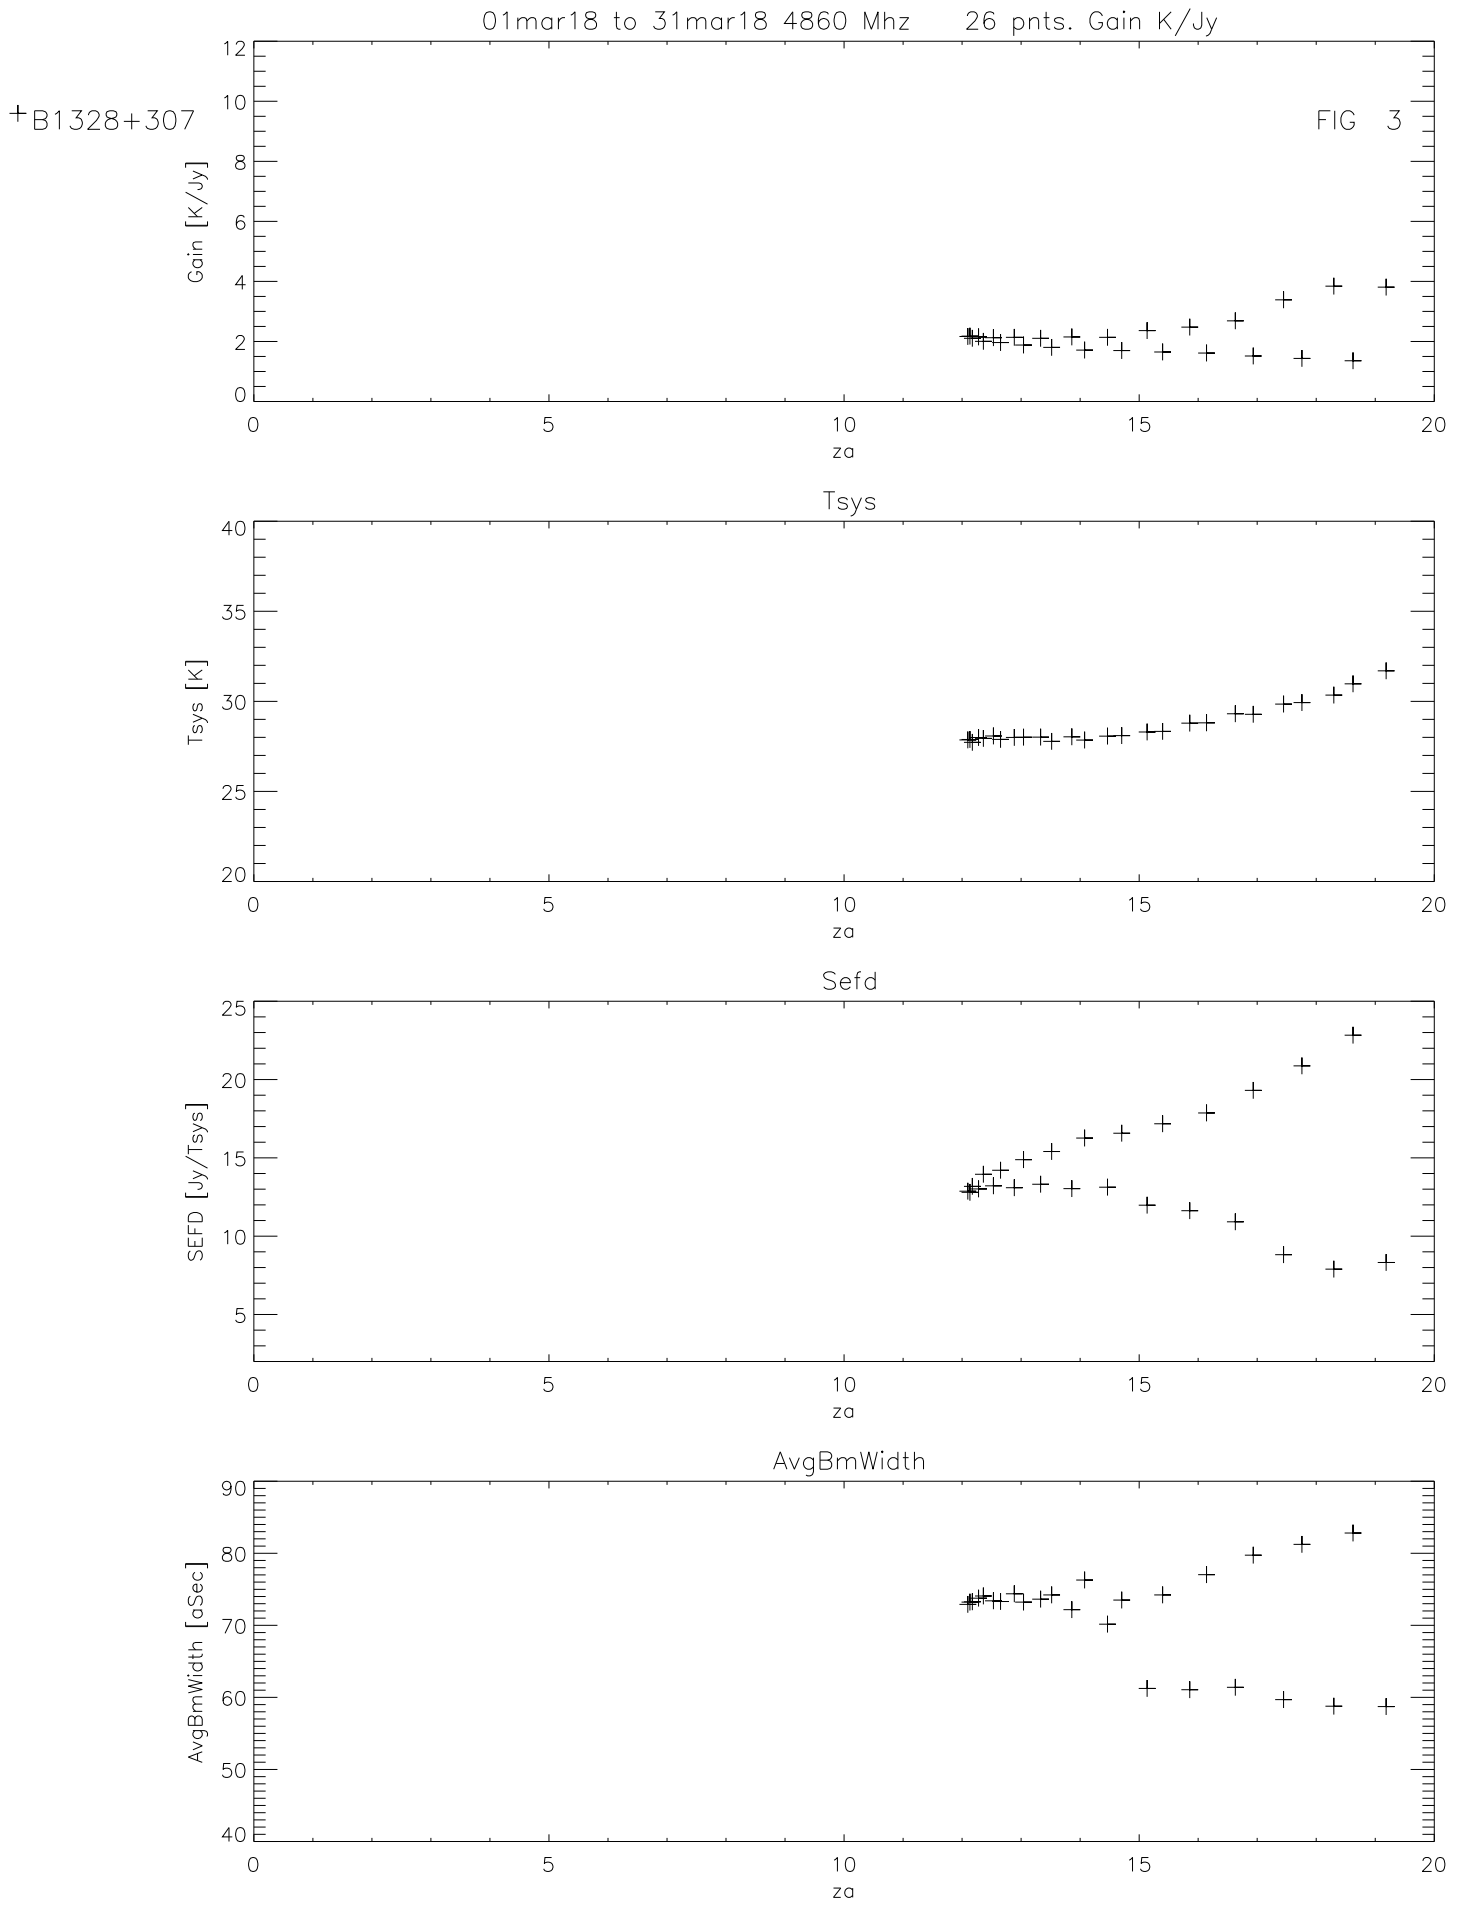 01mar18 to 31mar18 4860 Mhz 26 pnts. Gain K/Jy
+B1328+307
FIG 3
Gain [K/Jy]
12
10
8
6
4
2
0
0 5 10 15 20
za
Tsys
Tsys [K]
40
35
30
25
20
0 5 10 15 20
za
Sefd
SEFD [Jy/Tsys]
25
20
15
10
5
0 5 10 15 20
za
AvgBmWidth
AvgBmWidth [aSec]
90
80
70
60
50
40
0 5 10 15 20
za